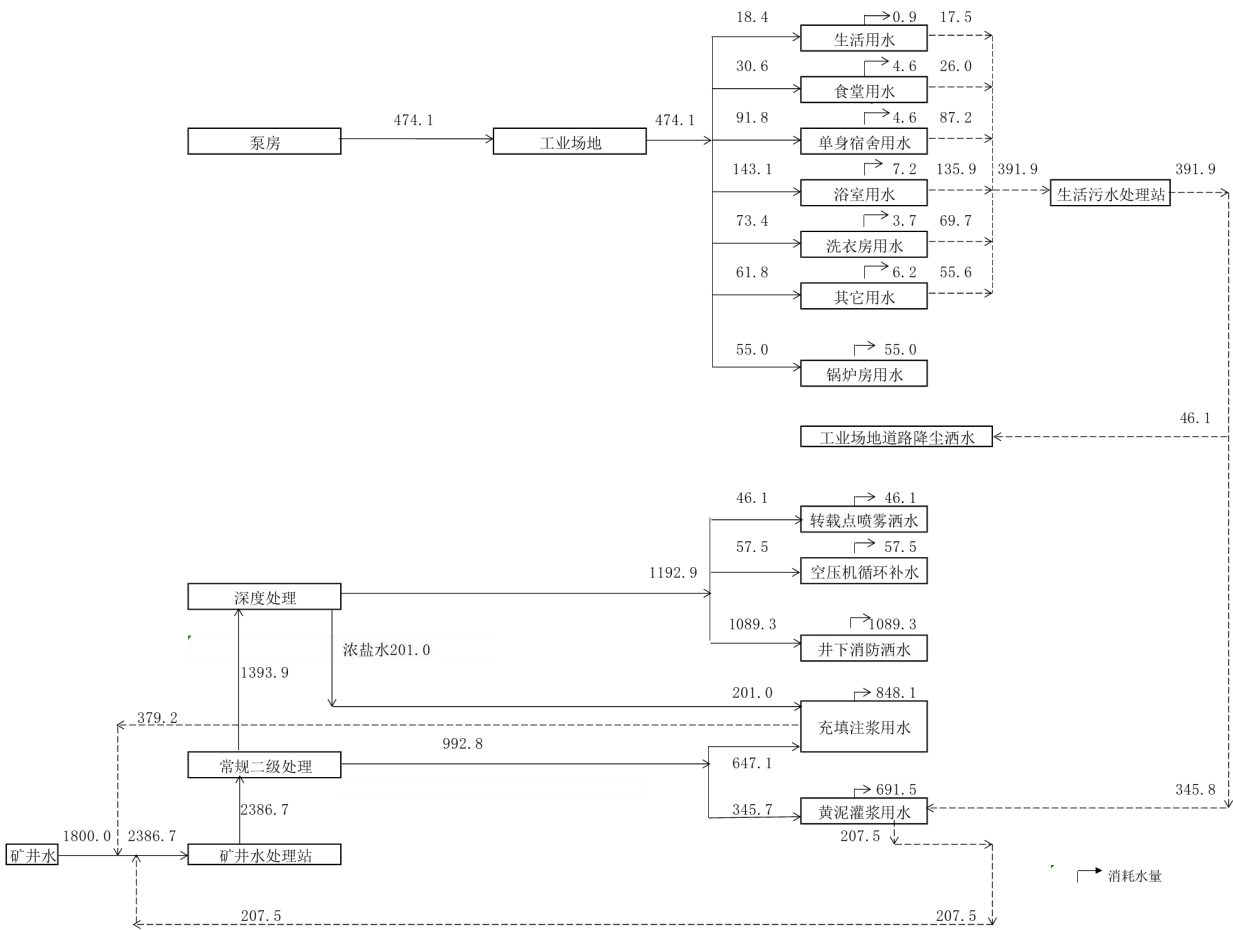 18.4 0.9 17.5
生活用水
30.6 4.6 26.0
食堂用水
474.1 474.1 91.8 4.6 87.2
泵房 工业场地 单身宿舍用水
143.1 7.2 135.9 391.9 391.9
浴室用水 生活污水处理站
73.4 3.7 69.7
洗衣房用水
61.8 6.2 55.6
其它用水
55.0 55.0
锅炉房用水
46.1
工业场地道路降尘洒水
46.1 46.1
转载点喷雾洒水
57.5 57.5
1192.9 空压机循环补水
深度处理
1089.3 1089.3
浓盐水201.0 井下消防洒水
1393.9
201.0 848.1
379.2 充填注浆用水
992.8
常规二级处理 647.1
691.5 345.8
2386.7 345.7 黄泥灌浆用水
1800.0 2386.7 207.5
矿井水 矿井水处理站
消耗水量
207.5 207.5